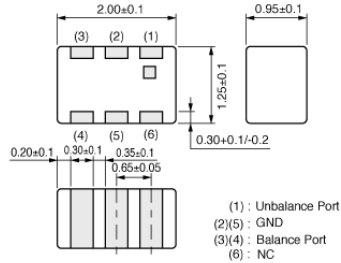 2.00±0.1
0.95±0.1
(3) (2) (1)
1.25±0.1
(4) (5) (6)
0.30+0.1/-0.2
0.20±0.1 0.30±0.1 0.35±0.1
0.65±0.05
(1) : Unbalance Port
(2)(5) : GND
(3)(4) : Balance Port
(6) : NC